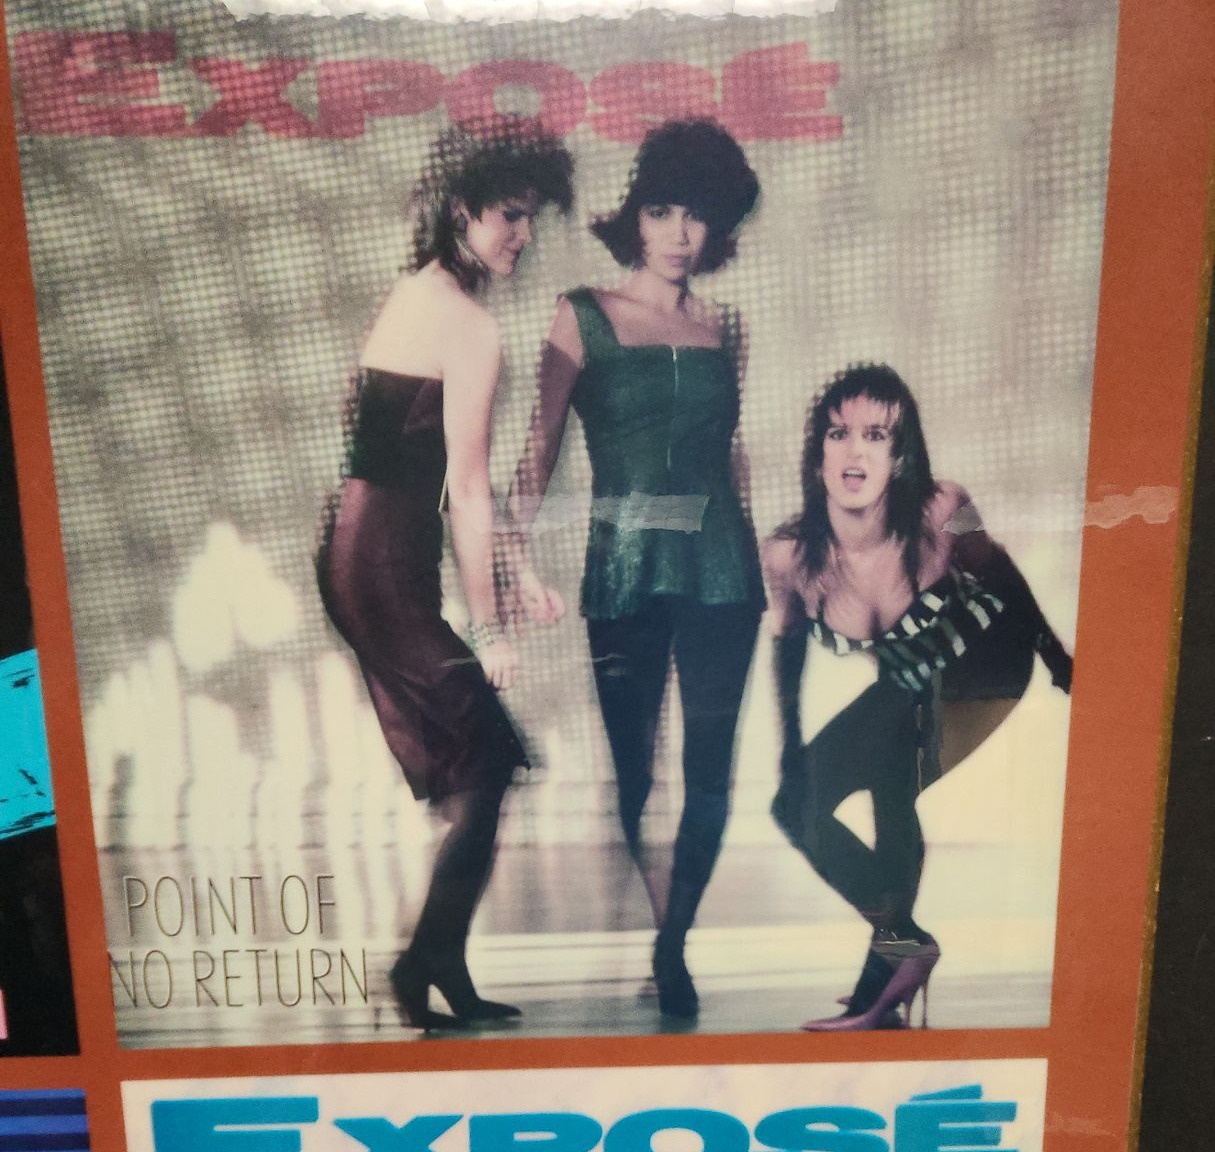 EXPOSÉ
POINT OF
NO RETURN
EXPOSÉ